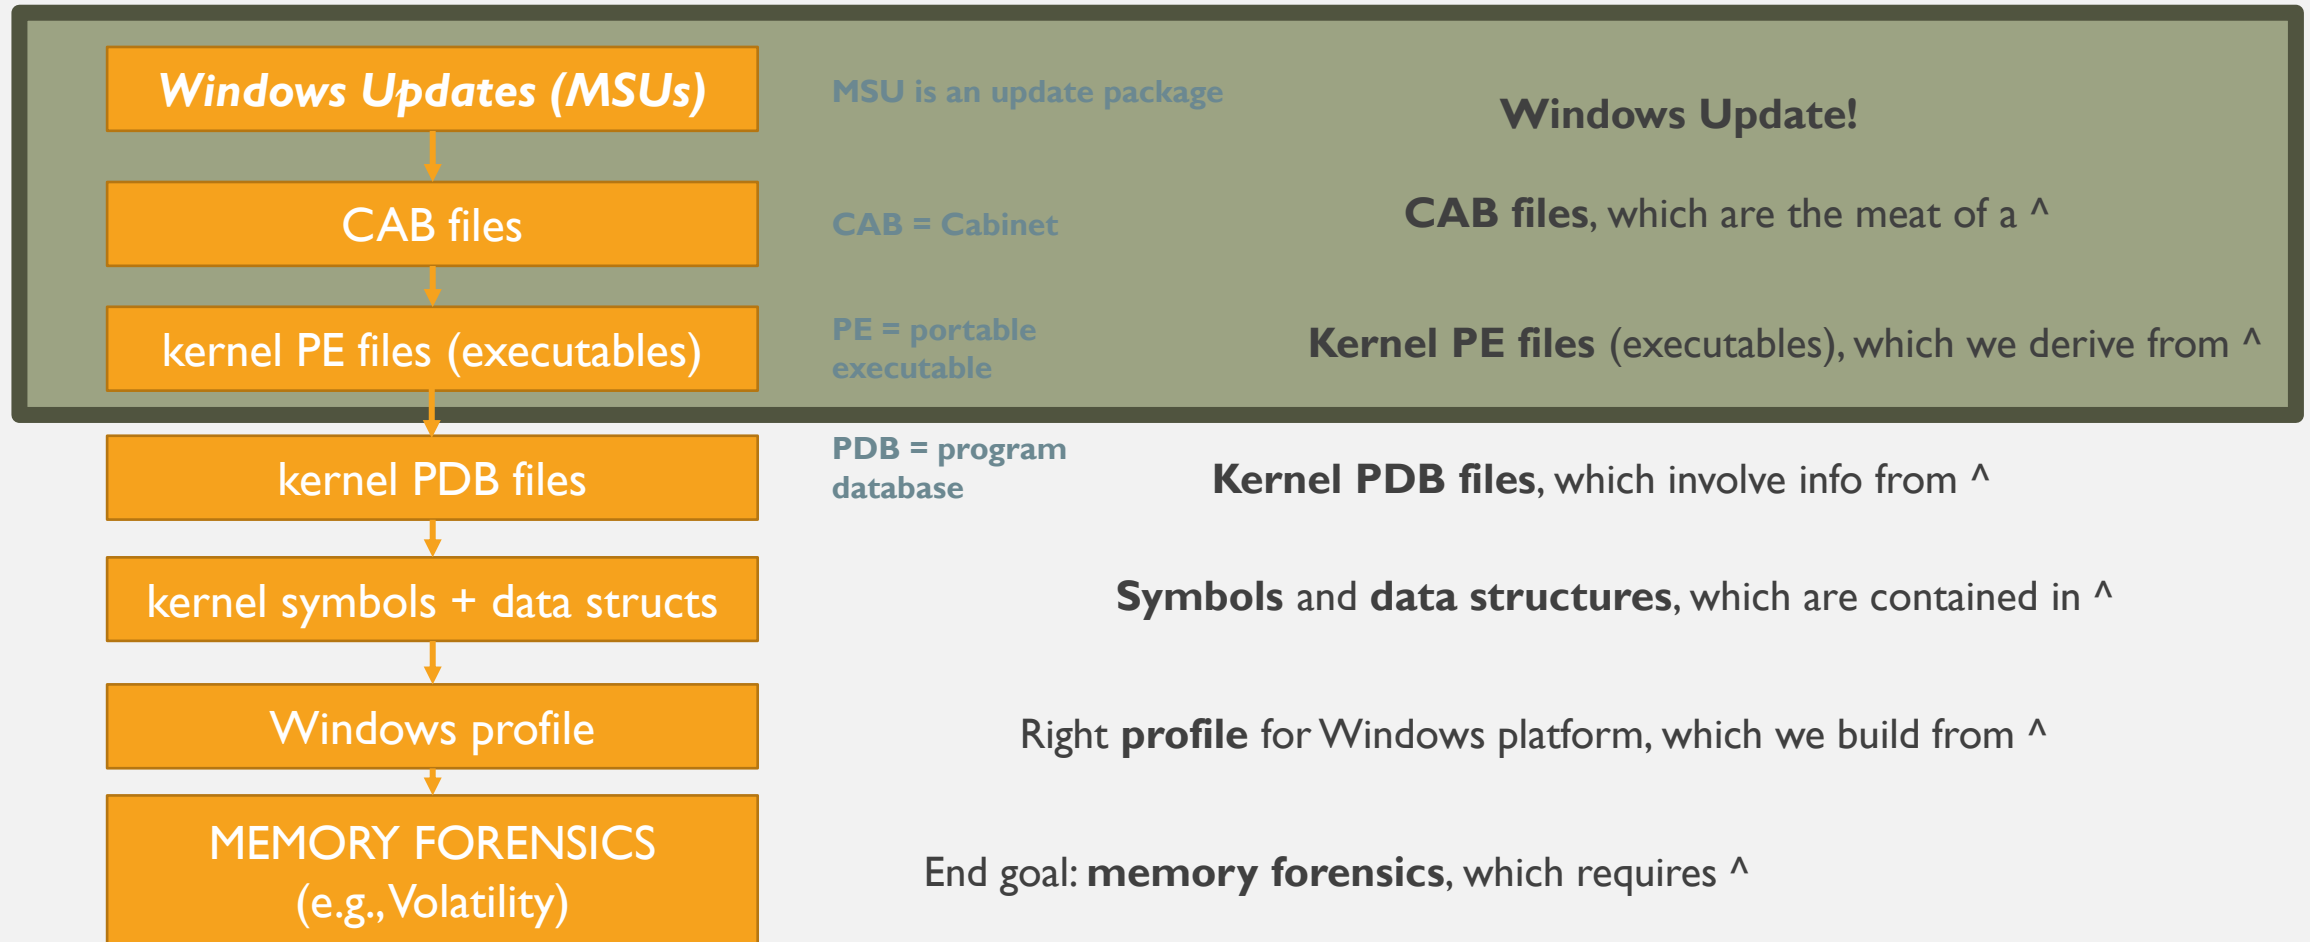 Windows Updates (MSUs)
MSU is an update package
Windows Update!
CAB files
CAB = Cabinet
CAB files, which are the meat of a ^
kernel PE files (executables)
PE = portable
executable
Kernel PE files (executables), which we derive from ^
kernel PDB files
PDB = program
database
Kernel PDB files, which involve info from ^
kernel symbols + data structs
Symbols and data structures, which are contained in ^
Windows profile
Right profile for Windows platform, which we build from ^
MEMORY FORENSICS
(e.g., Volatility)
End goal: memory forensics, which requires ^